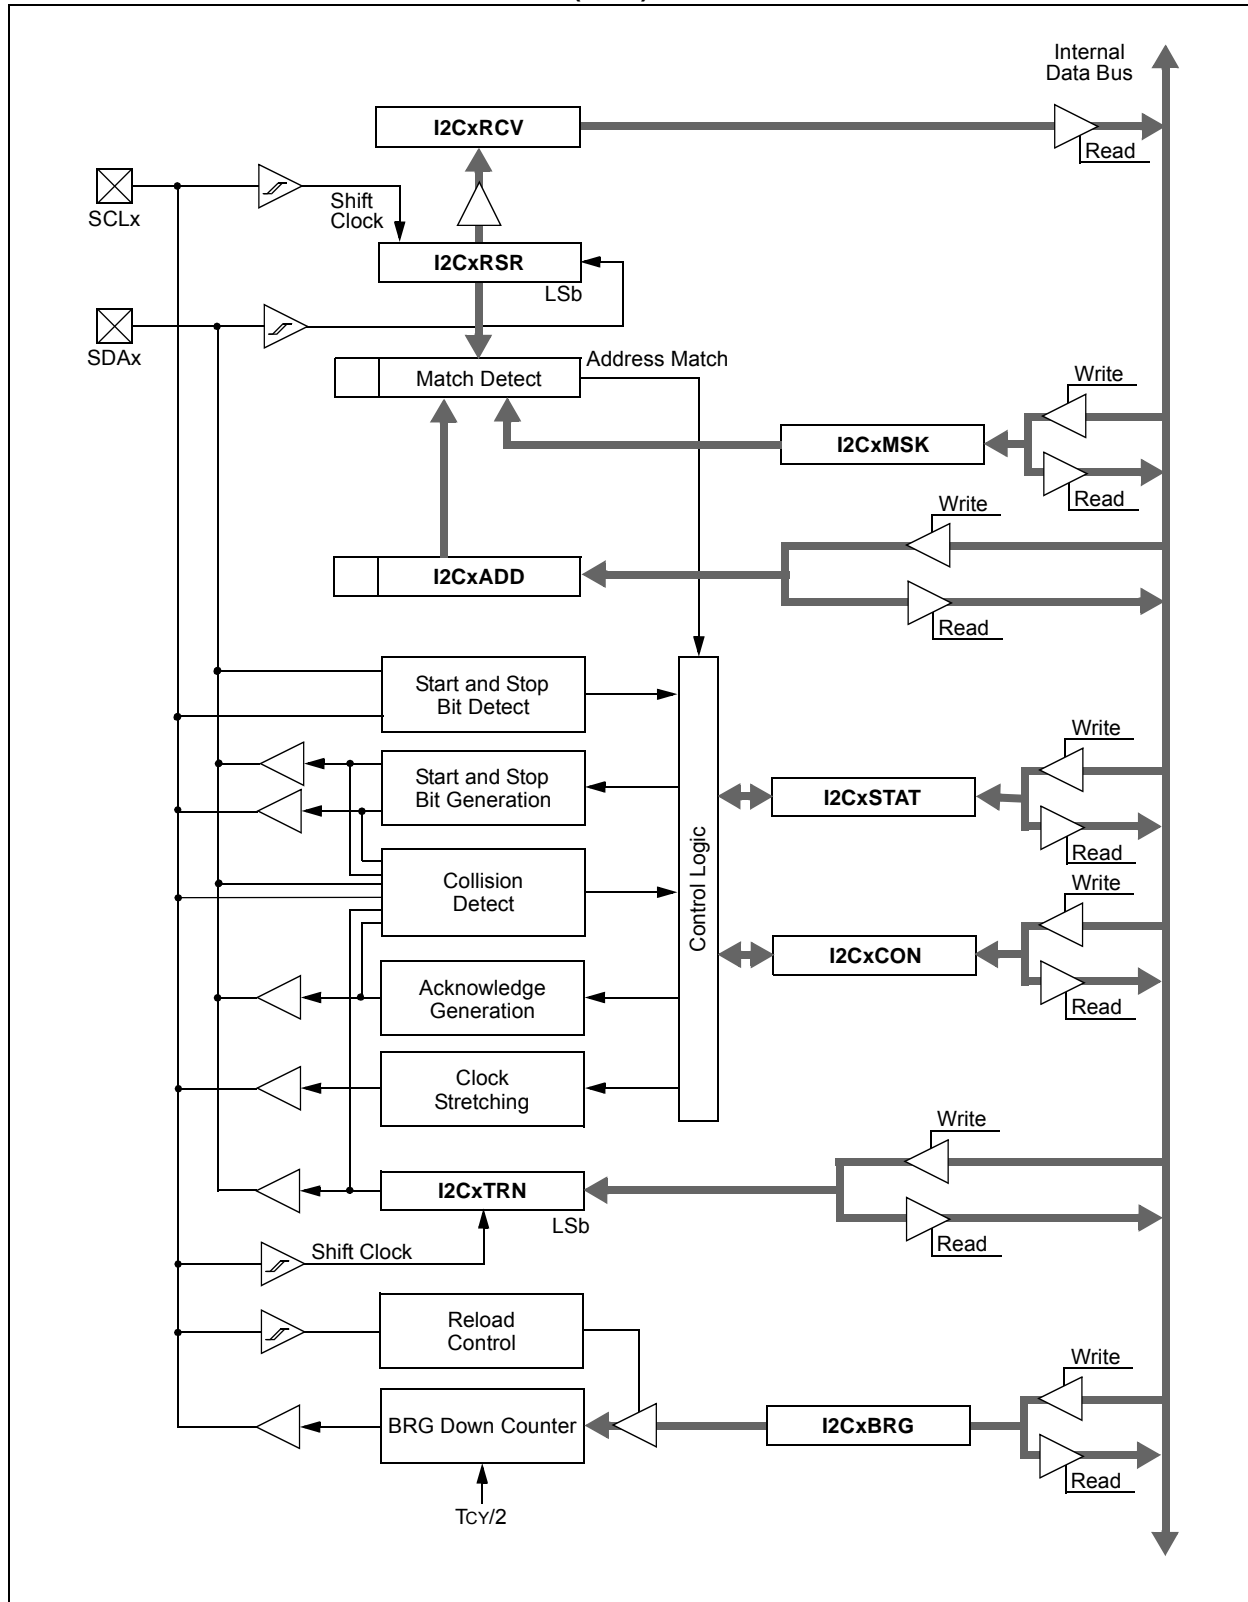 Internal
Data Bus
I2CxRCV
Read
SCLx
Shift
Clock
I2CxRSR
LSb
SDAx
Address Match
Match Detect
Write
I2CxMSK
Read
Write
I2CxADD
Read
Start and Stop
Bit Detect
Write
Start and Stop
Bit Generation
I2CxSTAT
Read
Control Logic
Collision
Detect
Write
I2CxCON
Read
Acknowledge
Generation
Clock
Stretching
Write
I2CxTRN
LSb
Read
Shift Clock
Reload
Control
Write
BRG Down Counter
I2CxBRG
Read
TCY/2